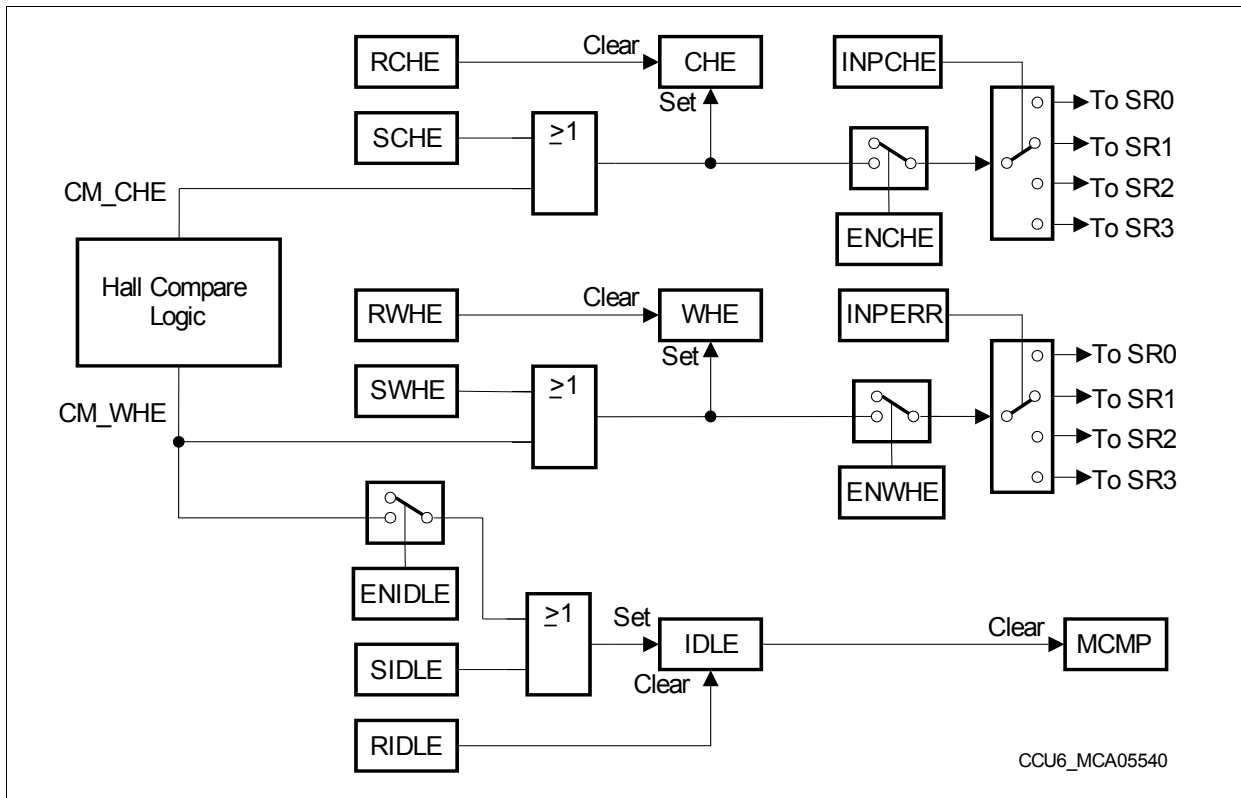 RCHE
Clear
CHE
INPCHE
Set
SCHE
≥1
To SR0
To SR1
To SR2
To SR3
CM_CHE
ENCHE
Hall Compare
Logic
RWHE
Clear
WHE
INPERR
Set
SWHE
≥1
To SR0
To SR1
To SR2
To SR3
CM_WHE
ENWHE
ENIDLE
≥1
Set
IDLE
Clear
MCMP
SIDLE
Clear
RIDLE
CCU6_MCA05540